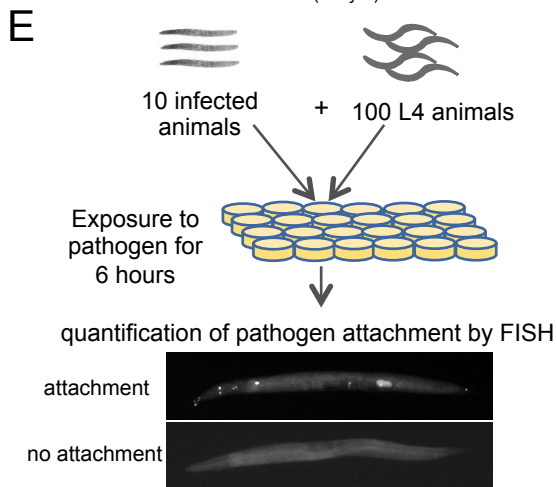 E
10 infected
animals
+
100 L4 animals
Exposure to
pathogen for
6 hours
quantification of pathogen attachment by FISH
attachment
no attachment